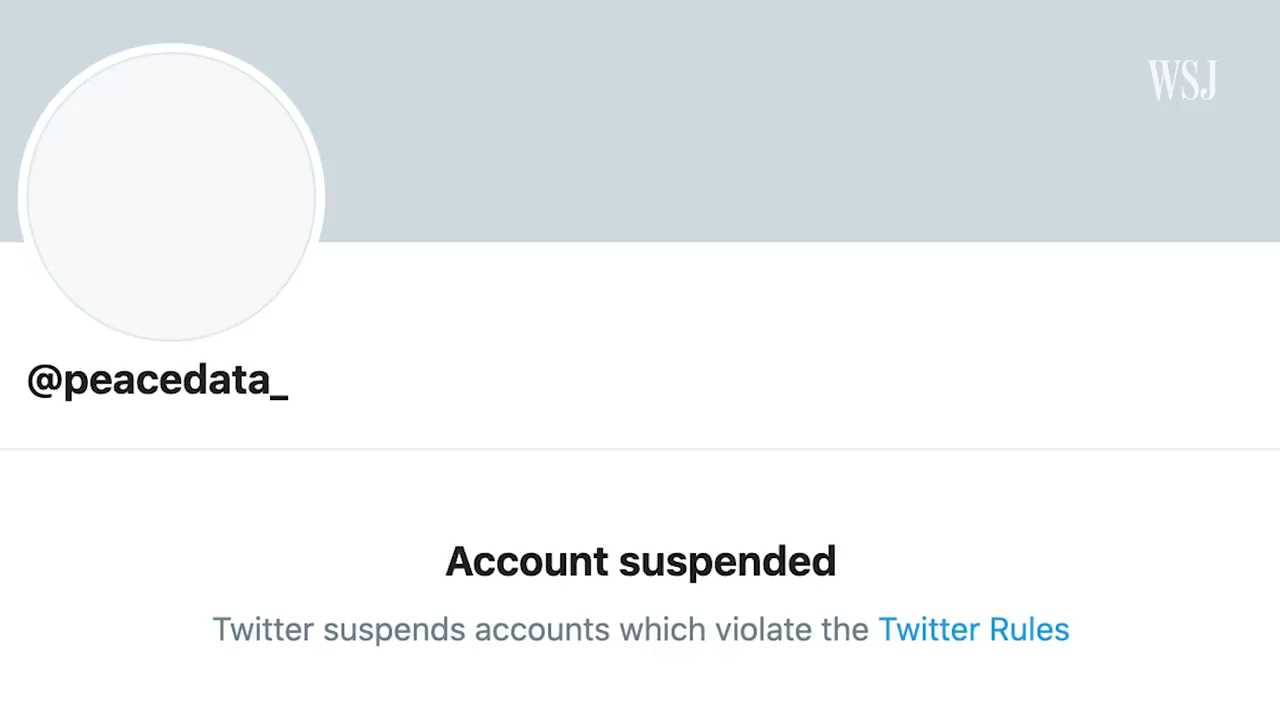 WSJ
@peacedata_
Account suspended
Twitter suspends accounts which violate the Twitter Rules